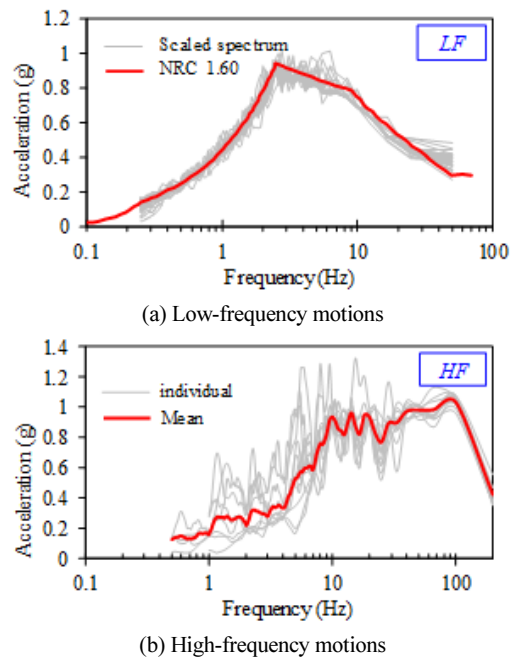 1.2
1
0.8
0.6
0.4
0.2
0
Acceleration (g)
Scaled spectrum
NRC 1.60
LF
0.1 1 10 100
Frequency (Hz)
(a) Low-frequency motions
1.4
1.2
1
0.8
0.6
0.4
0.2
0
Acceleration (g)
individual
Mean
HF
0.1 1 10 100
Frequency (Hz)
(b) High-frequency motions